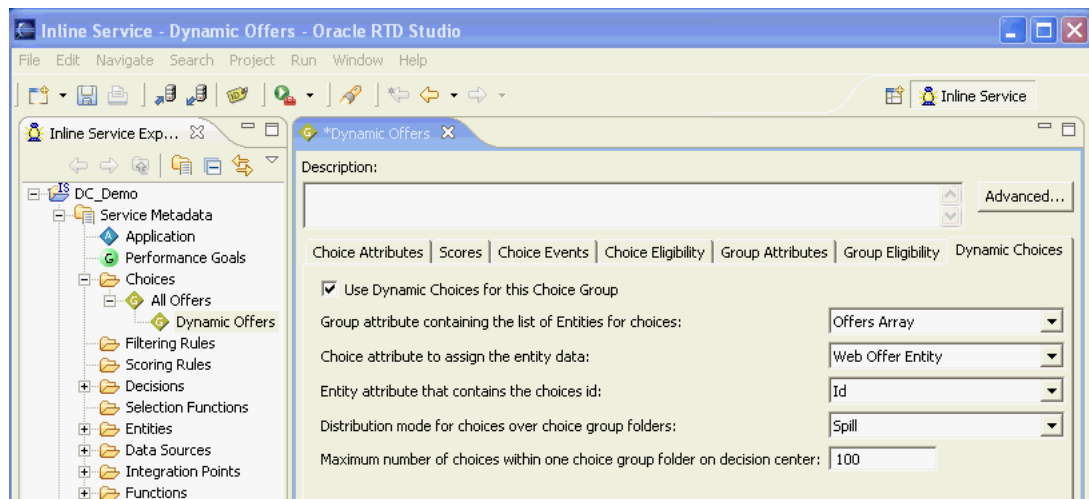 Inline Service - Dynamic Offers - Oracle RTD Studio
File Edit Navigate Search Project Run Window Help
Inline Service
Inline Service Exp...
*Dynamic Offers
DC_Demo
Service Metadata
Application
Performance Goals
Choices
All Offers
Dynamic Offers
Filtering Rules
Scoring Rules
Decisions
Selection Functions
Entities
Data Sources
Integration Points
Functions
Description:
Advanced...
Choice Attributes Scores Choice Events Choice Eligibility Group Attributes Group Eligibility Dynamic Choices
Use Dynamic Choices for this Choice Group
Group attribute containing the list of Entities for choices: Offers Array
Choice attribute to assign the entity data: Web Offer Entity
Entity attribute that contains the choices id: Id
Distribution mode for choices over choice group folders: Spill
Maximum number of choices within one choice group folder on decision center: 100